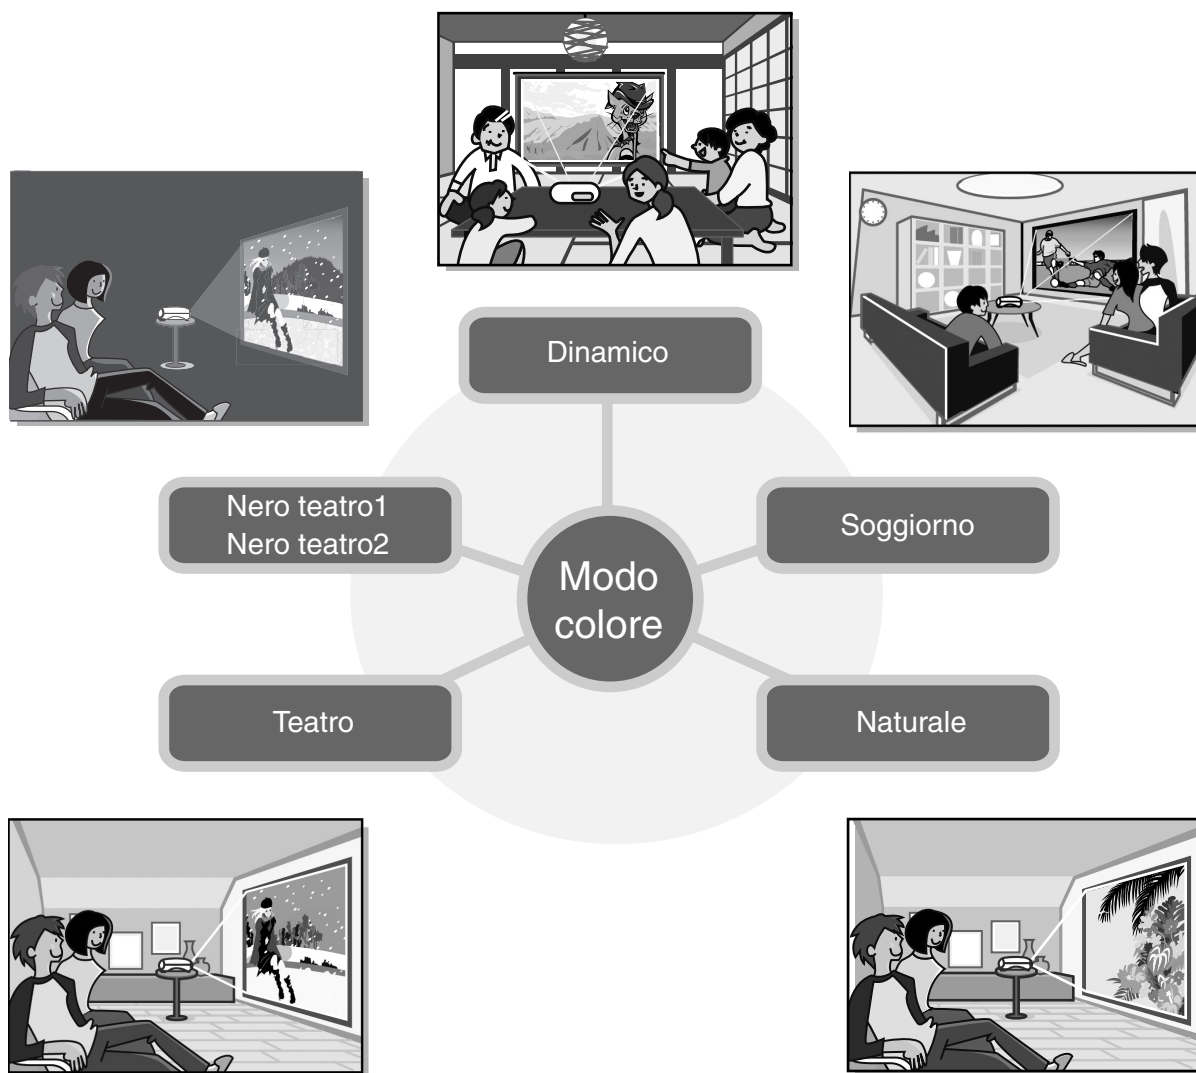 Dinamico
Nero teatro1
Nero teatro2
Soggiorno
Modo
colore
Teatro
Naturale